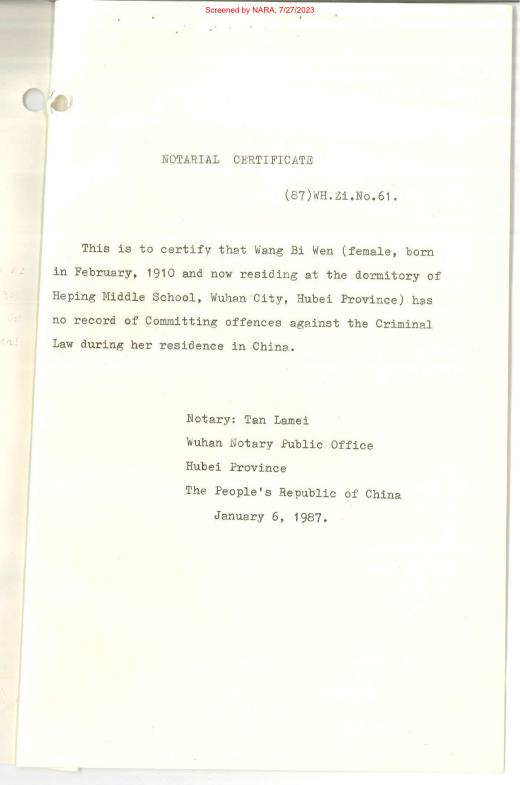 Screened by NARA, 7/27/2023
NOTARIAL CERTIFICATE
(87)WH.Zi.No.61.
This is to certify that Wang Bi Wen (female, born
in February, 1910 and now residing at the dormitory of
Heping Middle School, Wuhan City, Hubei Province) has
no record of Committing offences against the Criminal
Law during her residence in China.
Notary: Tan Lamei
Wuhan Notary Public Office
Hubei Province
The People's Republic of China
January 6, 1987.